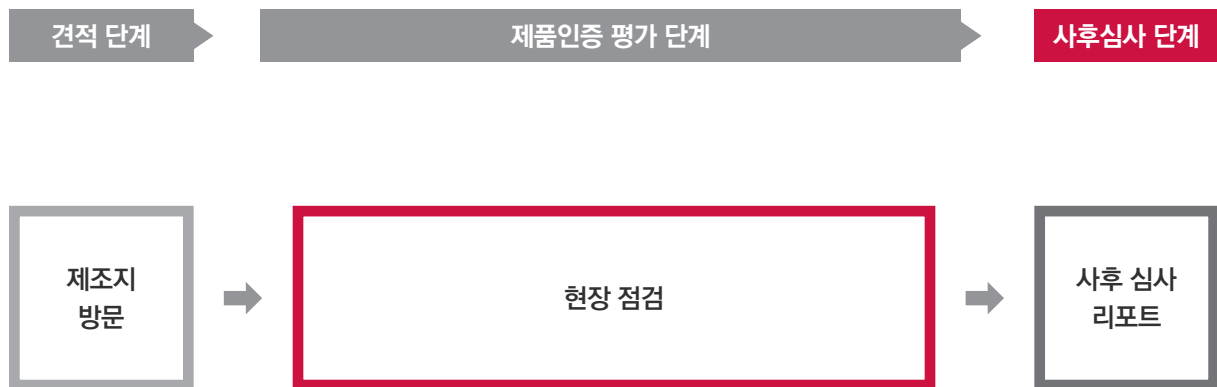 견적 단계
제품인증 평가 단계
사후심사 단계
제조지
방문
현장 점검
사후 심사
리포트